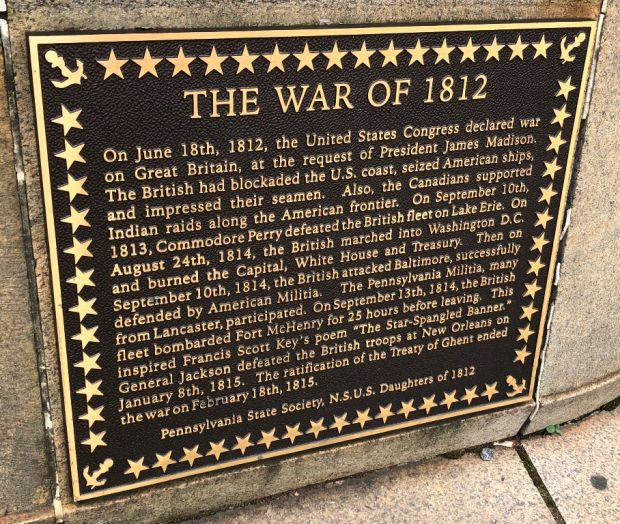 THE WAR OF 1812
On June 18th, 1812, the United States Congress declared war
on Great Britain, at the request of President James Madison.
The British had blockaded the U.S. coast, seized American ships,
and impressed their seamen. Also, the Canadians supported
Indian raids along the American frontier. On September 10th,
1813, Commodore Perry defeated the British fleet on Lake Erie. On
August 24th, 1814, the British marched into Washington D.C.
and burned the Capital, White House and Treasury. Then on
September 10th, 1814, the British attacked Baltimore, successfully
defended by American Militia. The Pennsylvania Militia, many
from Lancaster, participated. On September 13th, 1814, the British
fleet bombarded Fort McHenry for 25 hours before leaving. This
inspired Francis Scott Key's poem "The Star-Spangled Banner."
General Jackson defeated the British troops at New Orleans on
January 8th, 1815. The ratification of the Treaty of Ghent ended
the war on February 18th, 1815.
Pennsylvania State Society, N.S.U.S. Daughters of 1812